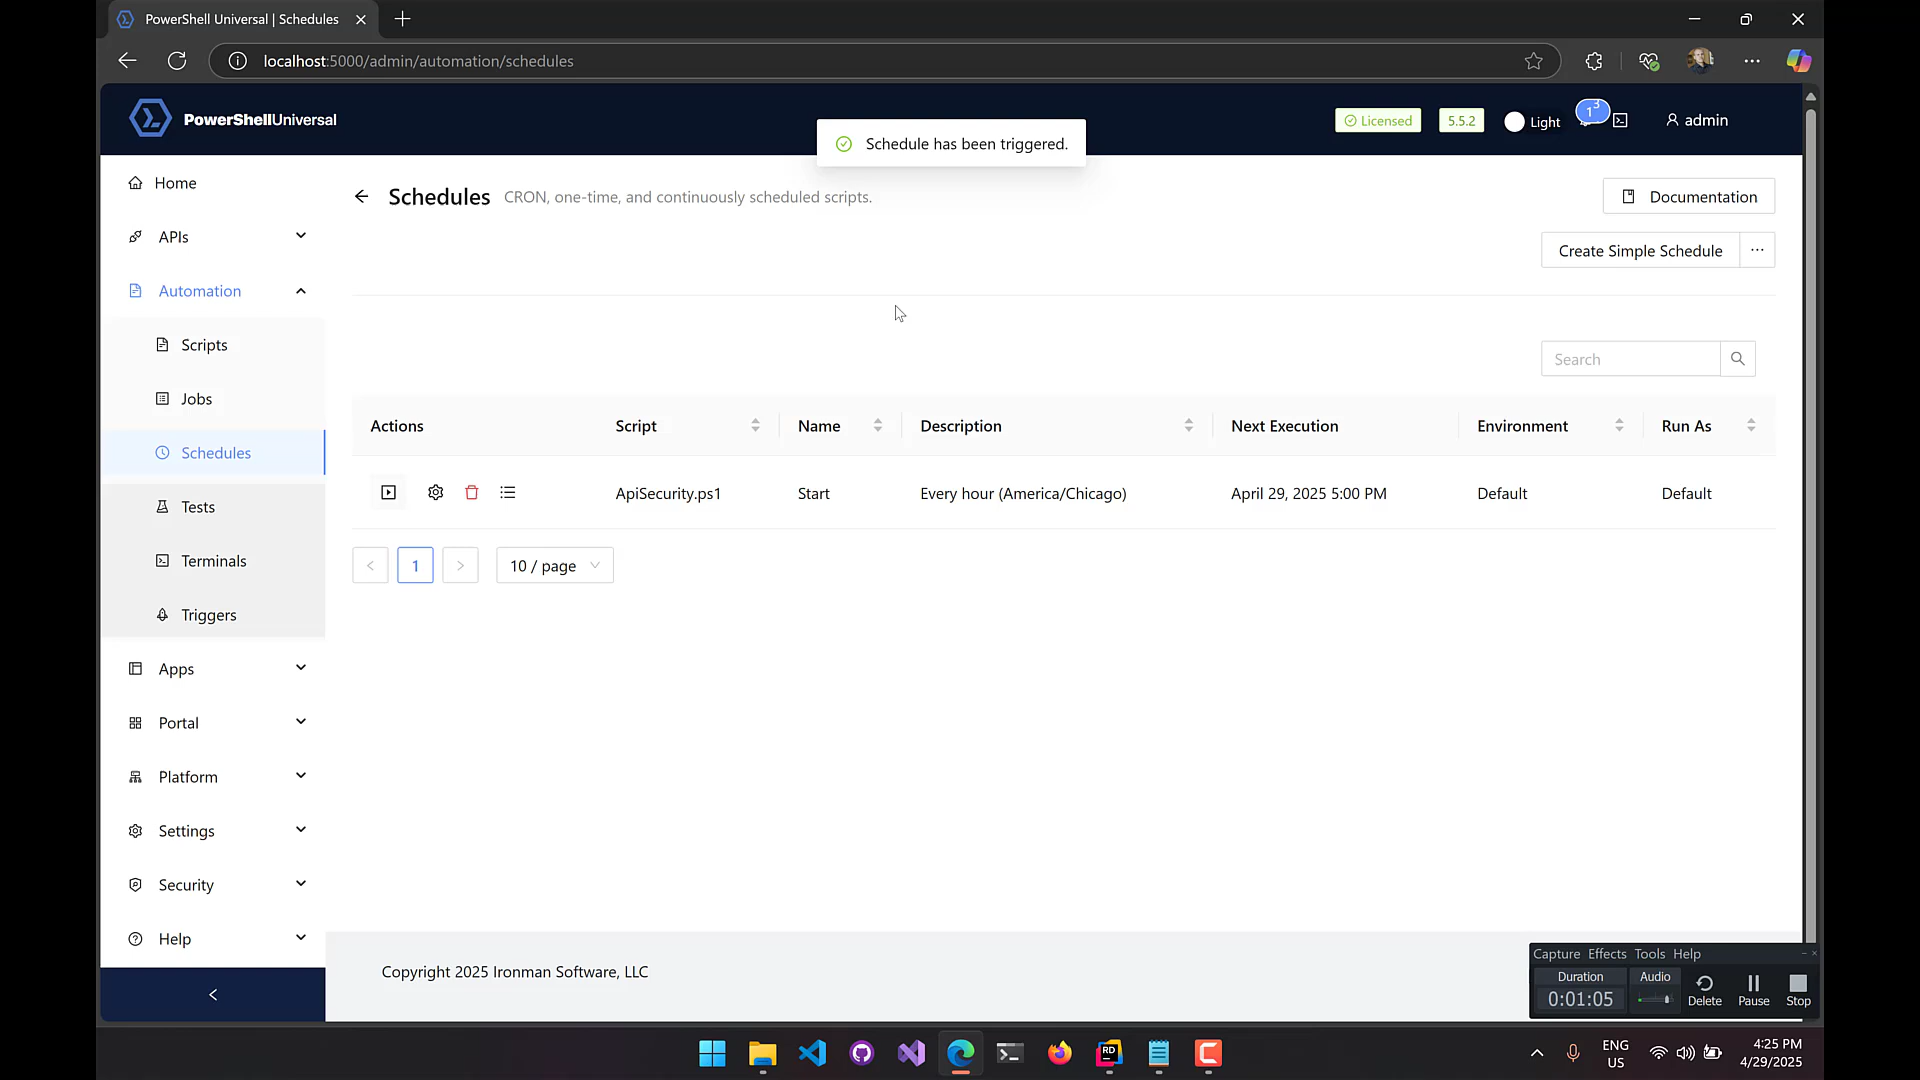 PowerShell Universal | Schedules
localhost:5000/admin/automation/schedules
PowerShellUniversal
Licensed
5.5.2
Light
admin
Schedule has been triggered.
Home
APIs
Automation
Scripts
Jobs
Schedules
Tests
Terminals
Triggers
Apps
Portal
Platform
Settings
Security
Help
Schedules CRON, one-time, and continuously scheduled scripts.
Documentation
Create Simple Schedule
Search
Actions Script Name Description Next Execution Environment Run As
ApiSecurity.ps1 Start Every hour (America/Chicago) April 29, 2025 5:00 PM Default Default
1
10 / page
Copyright 2025 Ironman Software, LLC
Capture Effects Tools Help
Duration Audio
0:01:05
Delete Pause Stop
RD
ENG
US
4:25 PM
4/29/2025